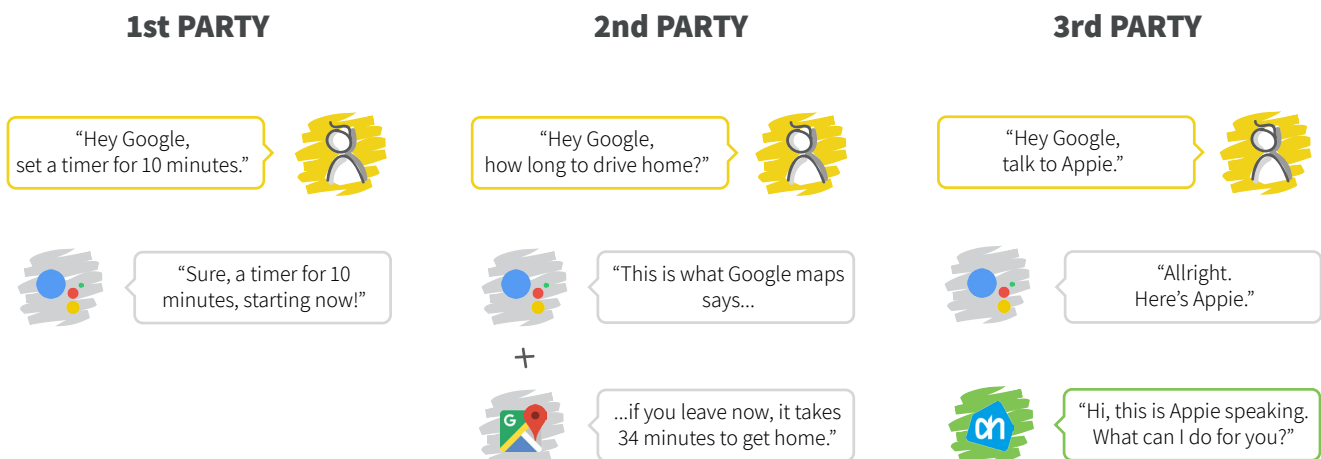 1st PARTY
2nd PARTY
3rd PARTY
“Hey Google,
set a timer for 10 minutes.”
“Hey Google,
how long to drive home?”
“Hey Google,
talk to Appie.”
“Sure, a timer for 10
minutes, starting now!”
“This is what Google maps
says...
“Allright.
Here’s Appie.”
+
G
...if you leave now, it takes
34 minutes to get home.”
ah
“Hi, this is Appie speaking.
What can I do for you?”